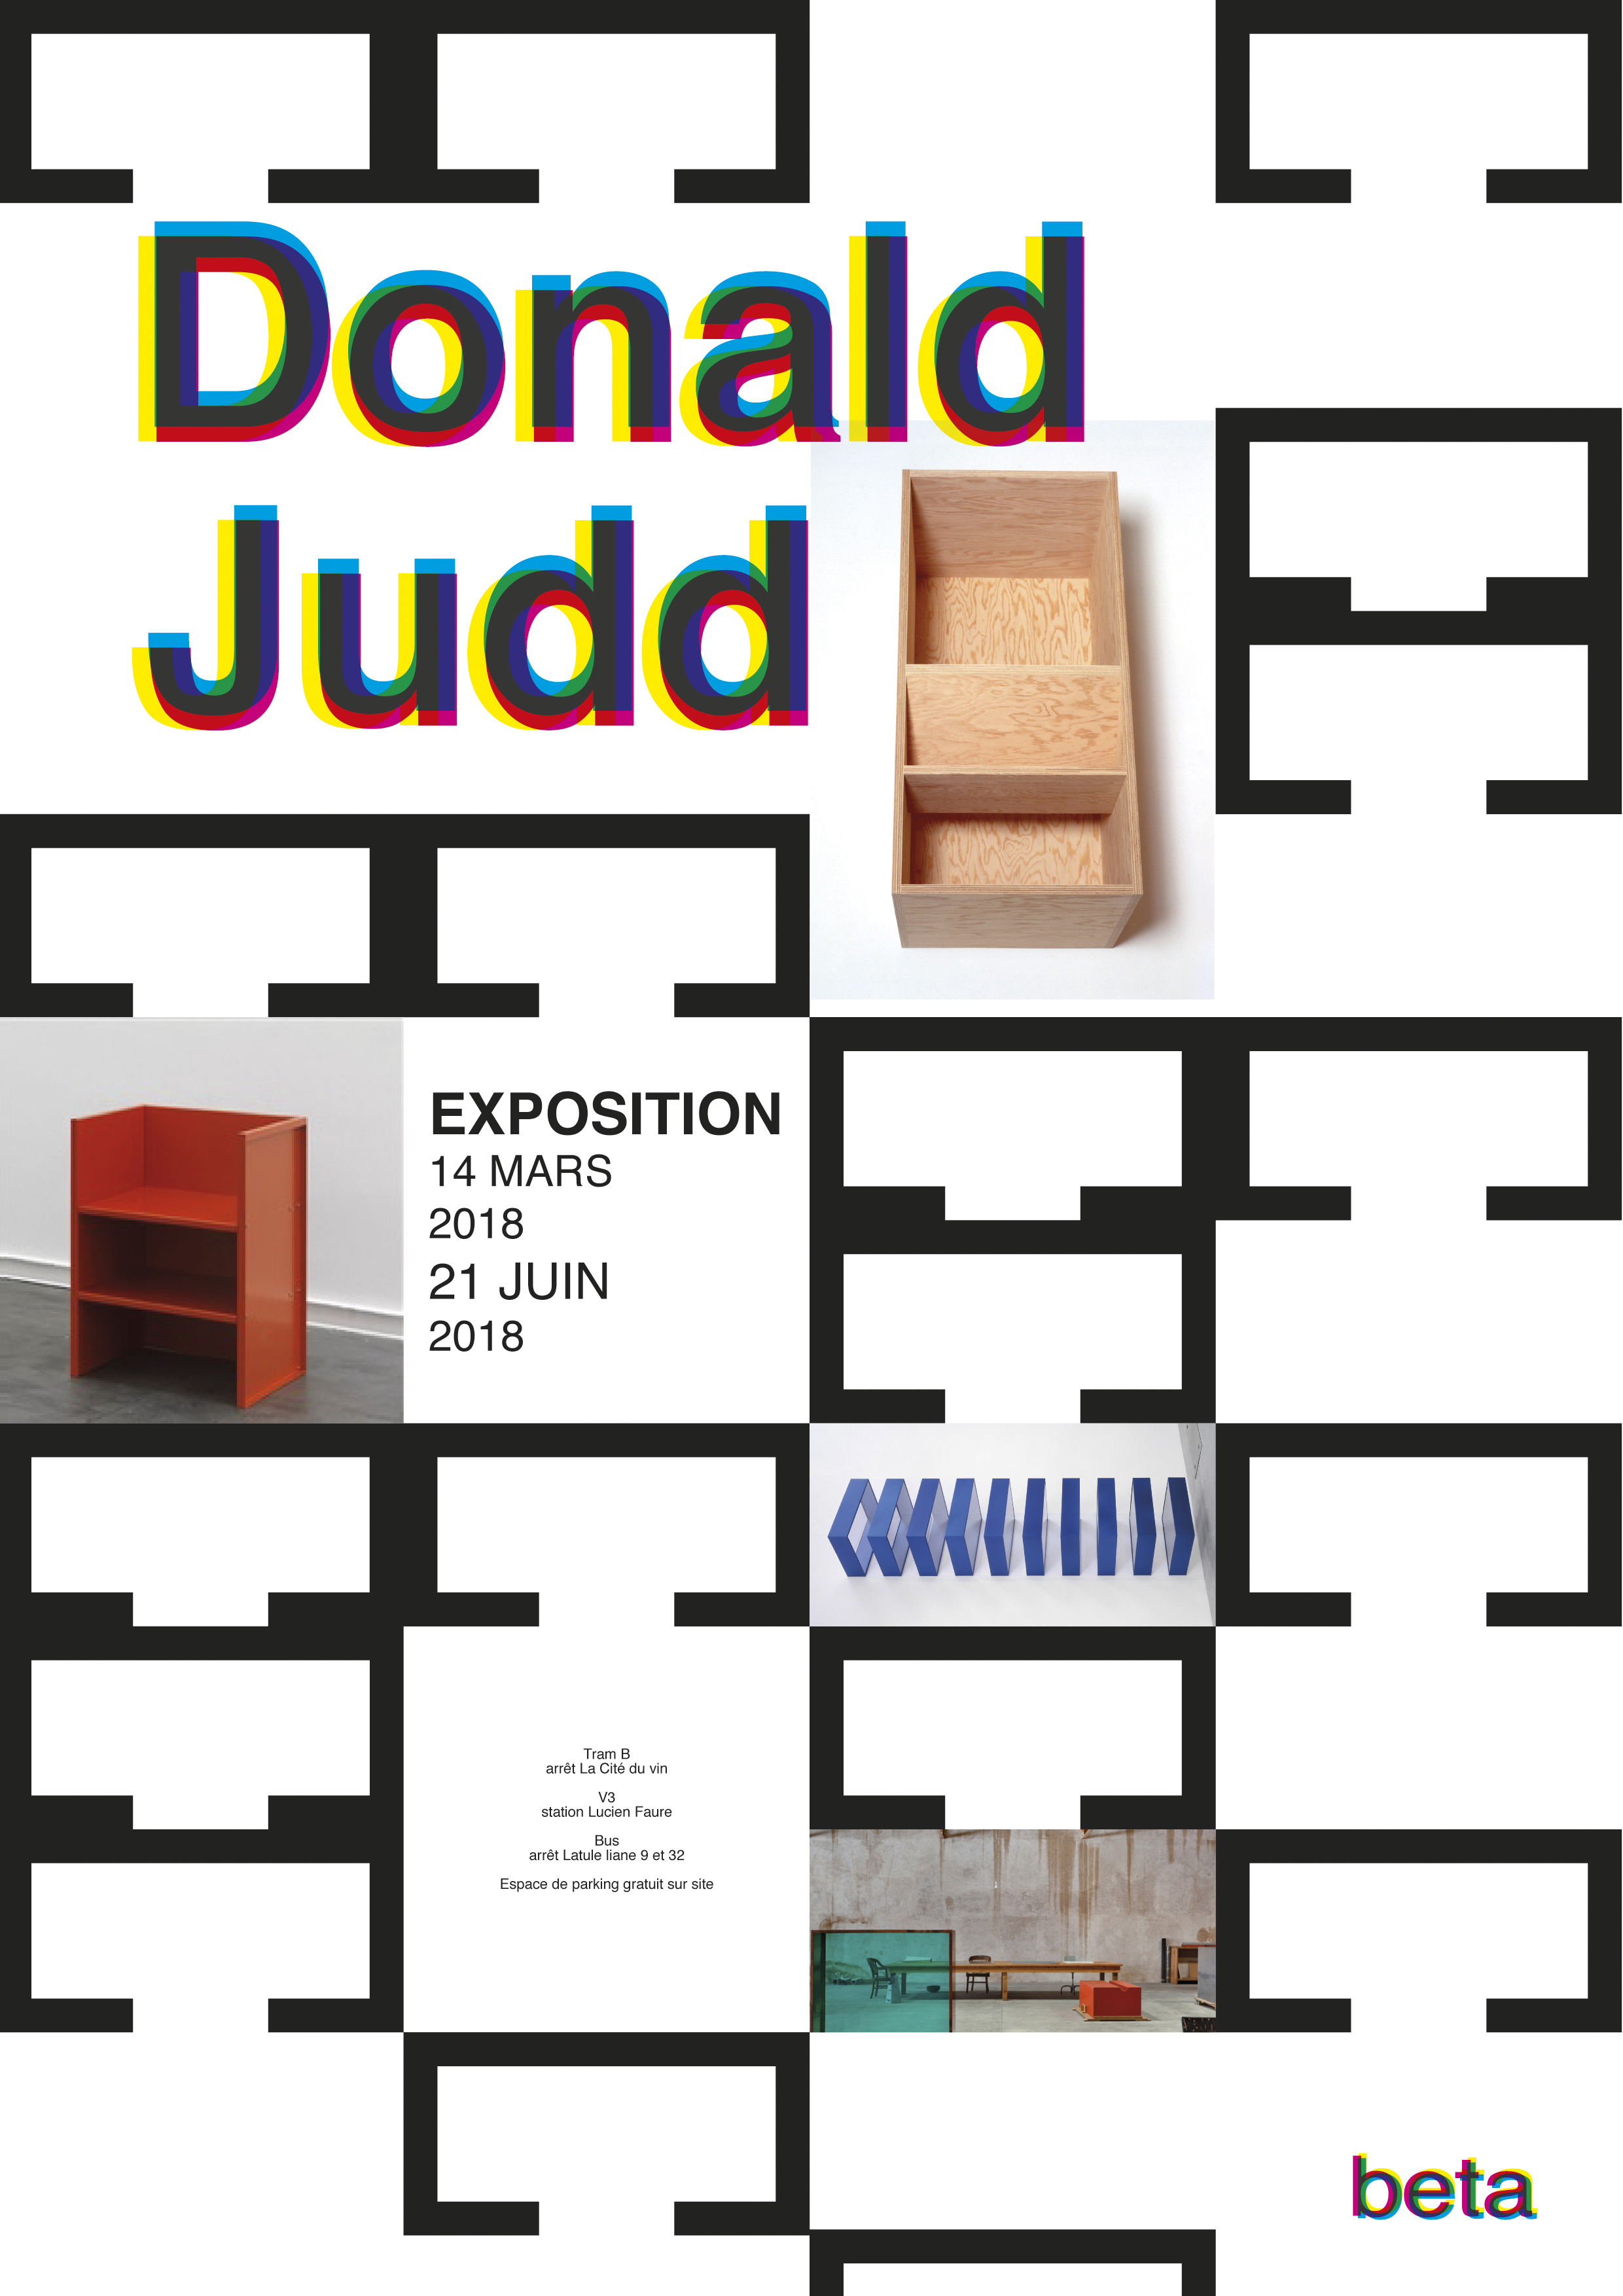 Donald
Judd
EXPOSITION
14 MARS
2018
21 JUIN
2018
Tram B
arrêt La Cité du vin
V3
station Lucien Faure
Bus
arrêt Latule liane 9 et 32
Espace de parking gratuit sur site
beta